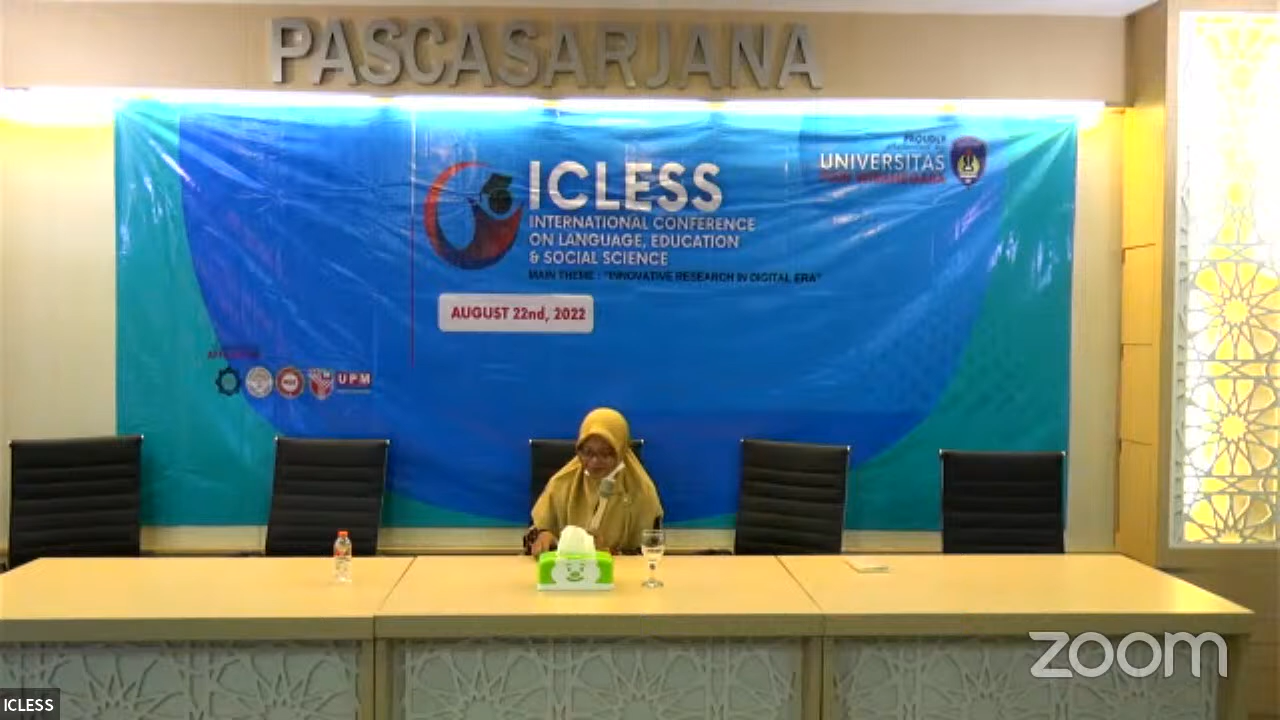 PASCASARJANA
PROUDLY
UNIVERSITAS
ICLESS
INTERNATIONAL CONFERENCE
ON LANGUAGE, EDUCATION
& SOCIAL SCIENCE
MAIN THEME : "INNOVATIVE RESEARCH IN DIGITAL ERA"
AUGUST 22nd, 2022
UPM
zoom
ICLESS